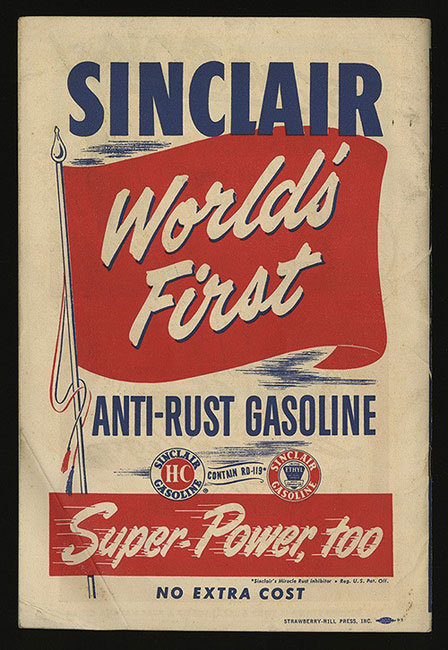 SINCLAIR
World's
First
ANTI-RUST GASOLINE
SINCLAIR
H-C
GASOLINE
®
CONTAIN RD-119*
SINCLAIR
ETHYL
GASOLINE
Super-Power, too
*Sinclair's Miracle Rust Inhibitor • Reg. U.S. Pat. Off.
NO EXTRA COST
STRAWBERRY-HILL PRESS, INC.